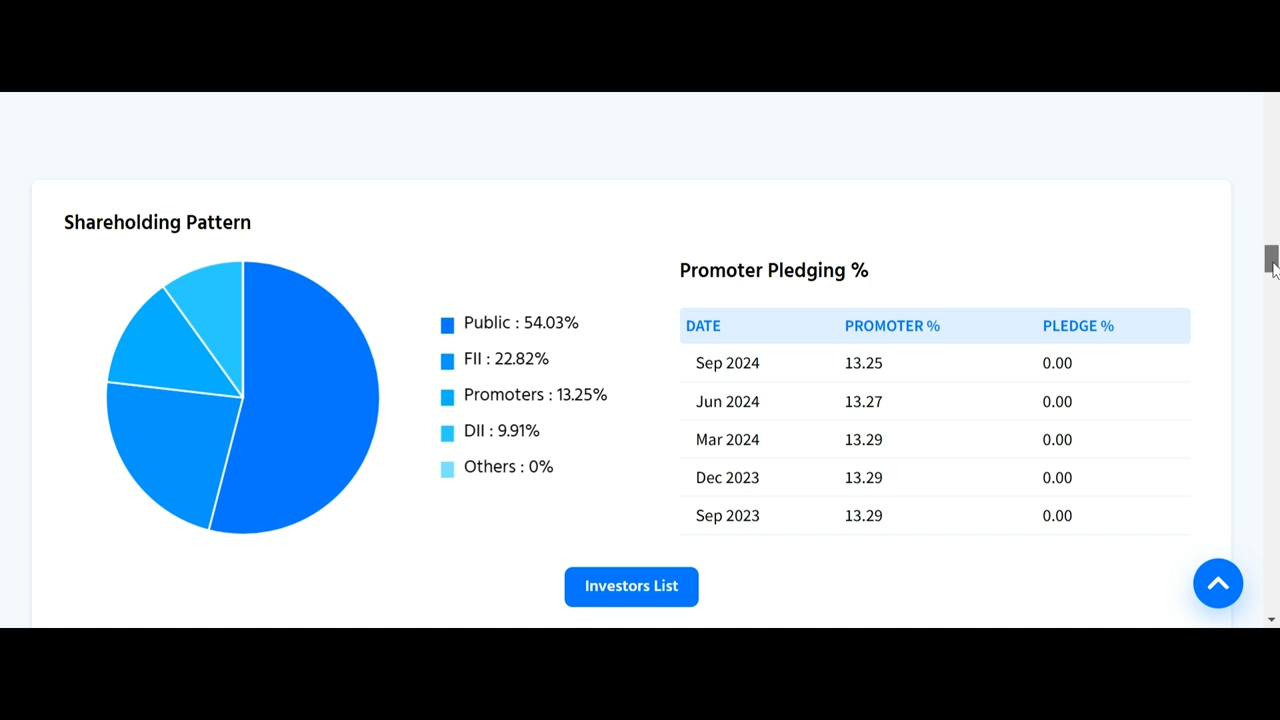 Shareholding Pattern
Public : 54.03%
FII : 22.82%
Promoters : 13.25%
DII : 9.91%
Others : 0%
Promoter Pledging %
DATE PROMOTER % PLEDGE %
Sep 2024 13.25 0.00
Jun 2024 13.27 0.00
Mar 2024 13.29 0.00
Dec 2023 13.29 0.00
Sep 2023 13.29 0.00
Investors List